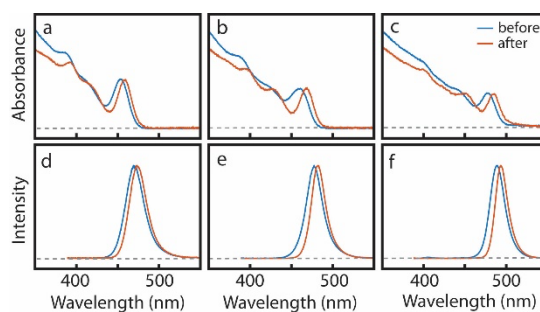 a
b
c
before
after
Absorbance
d
e
f
Intensity
400
500
400
500
400
500
Wavelength (nm)
Wavelength (nm)
Wavelength (nm)